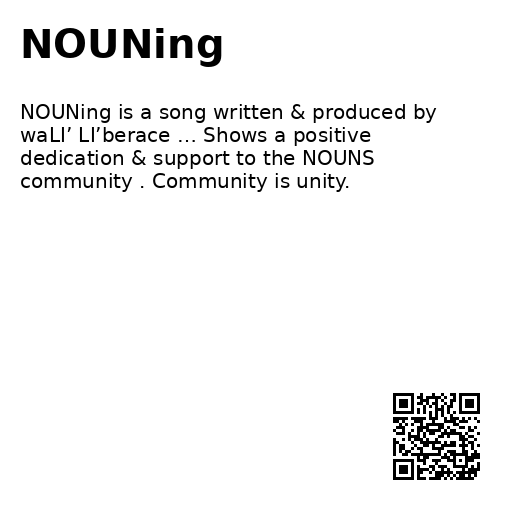 NOUNing
NOUNing is a song written & produced by
waLI’ LI’berace ... Shows a positive
dedication & support to the NOUNS
community . Community is unity.